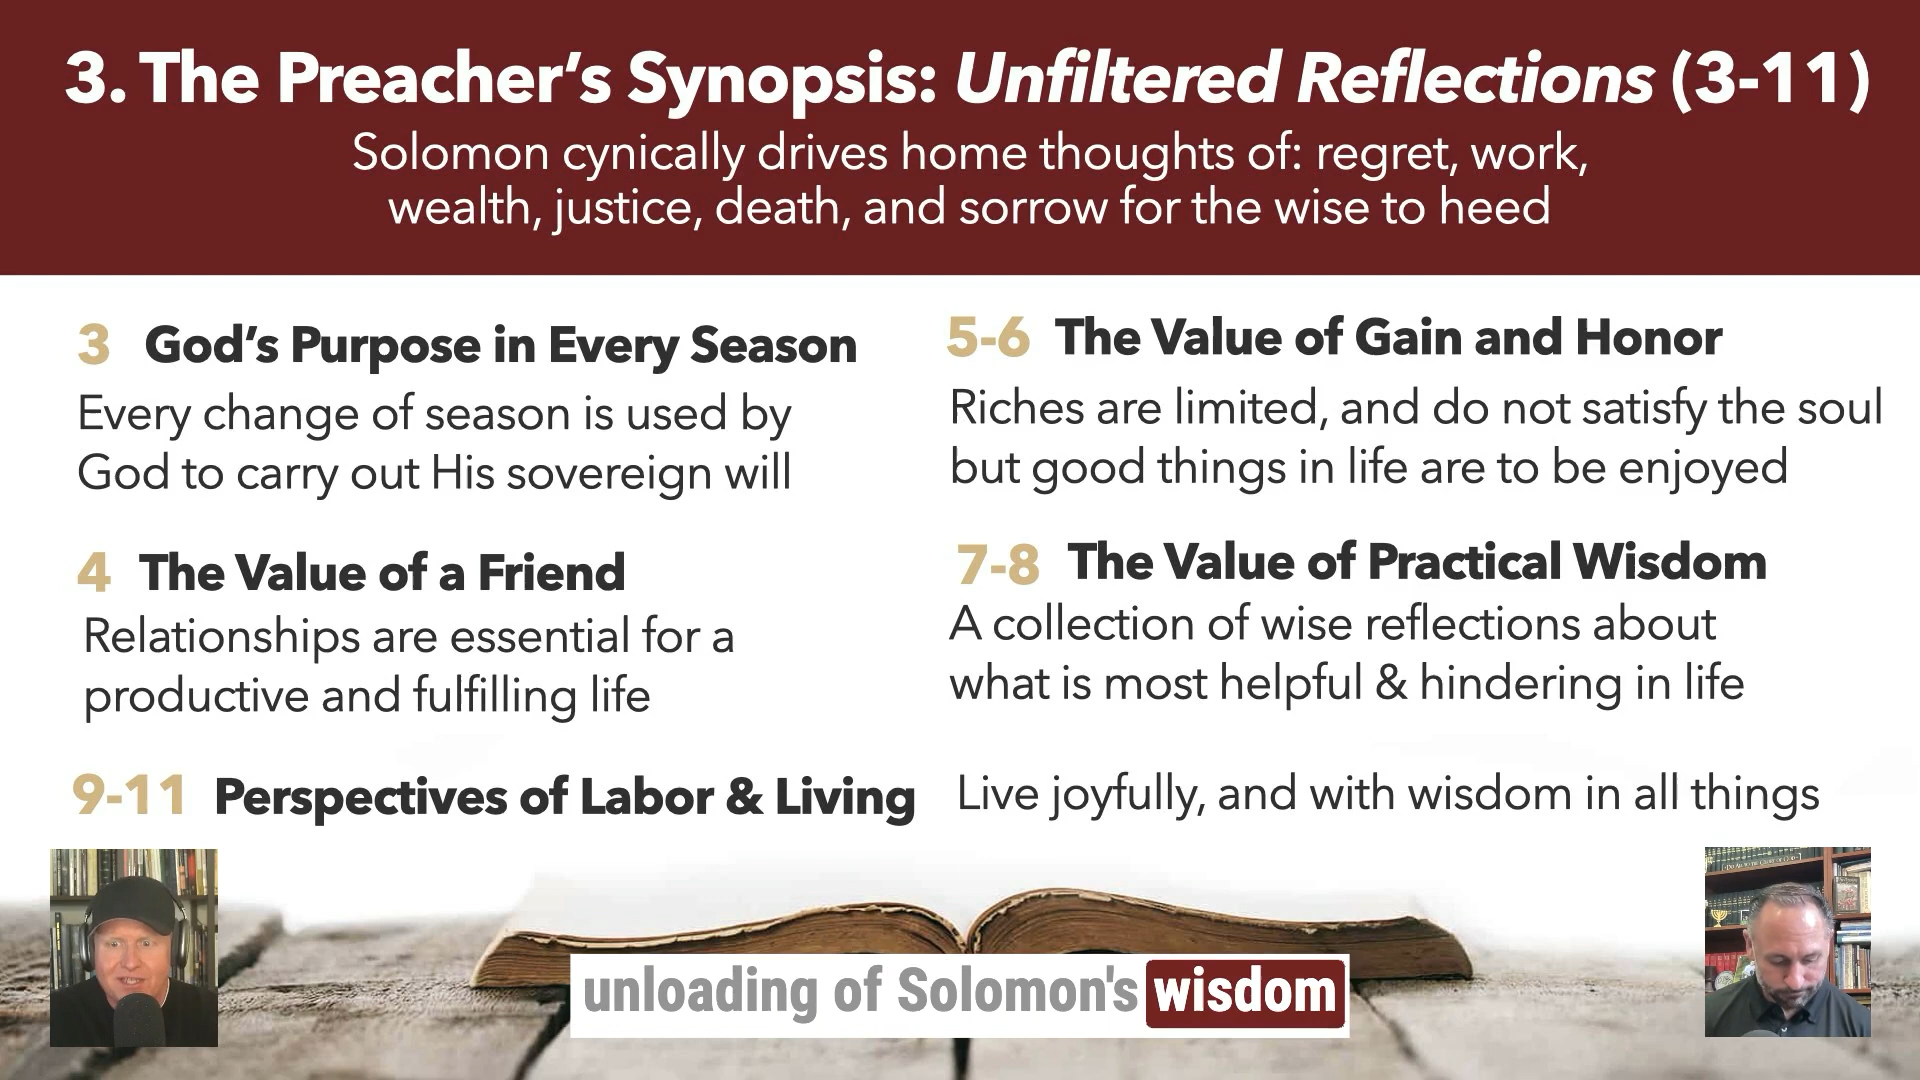 3. The Preacher’s Synopsis: Unfiltered Reflections (3-11)
Solomon cynically drives home thoughts of: regret, work,
wealth, justice, death, and sorrow for the wise to heed
3 God’s Purpose in Every Season
Every change of season is used by
God to carry out His sovereign will
4 The Value of a Friend
Relationships are essential for a
productive and fulfilling life
5-6 The Value of Gain and Honor
Riches are limited, and do not satisfy the soul
but good things in life are to be enjoyed
7-8 The Value of Practical Wisdom
A collection of wise reflections about
what is most helpful & hindering in life
9-11 Perspectives of Labor & Living
Live joyfully, and with wisdom in all things
unloading of Solomon's wisdom